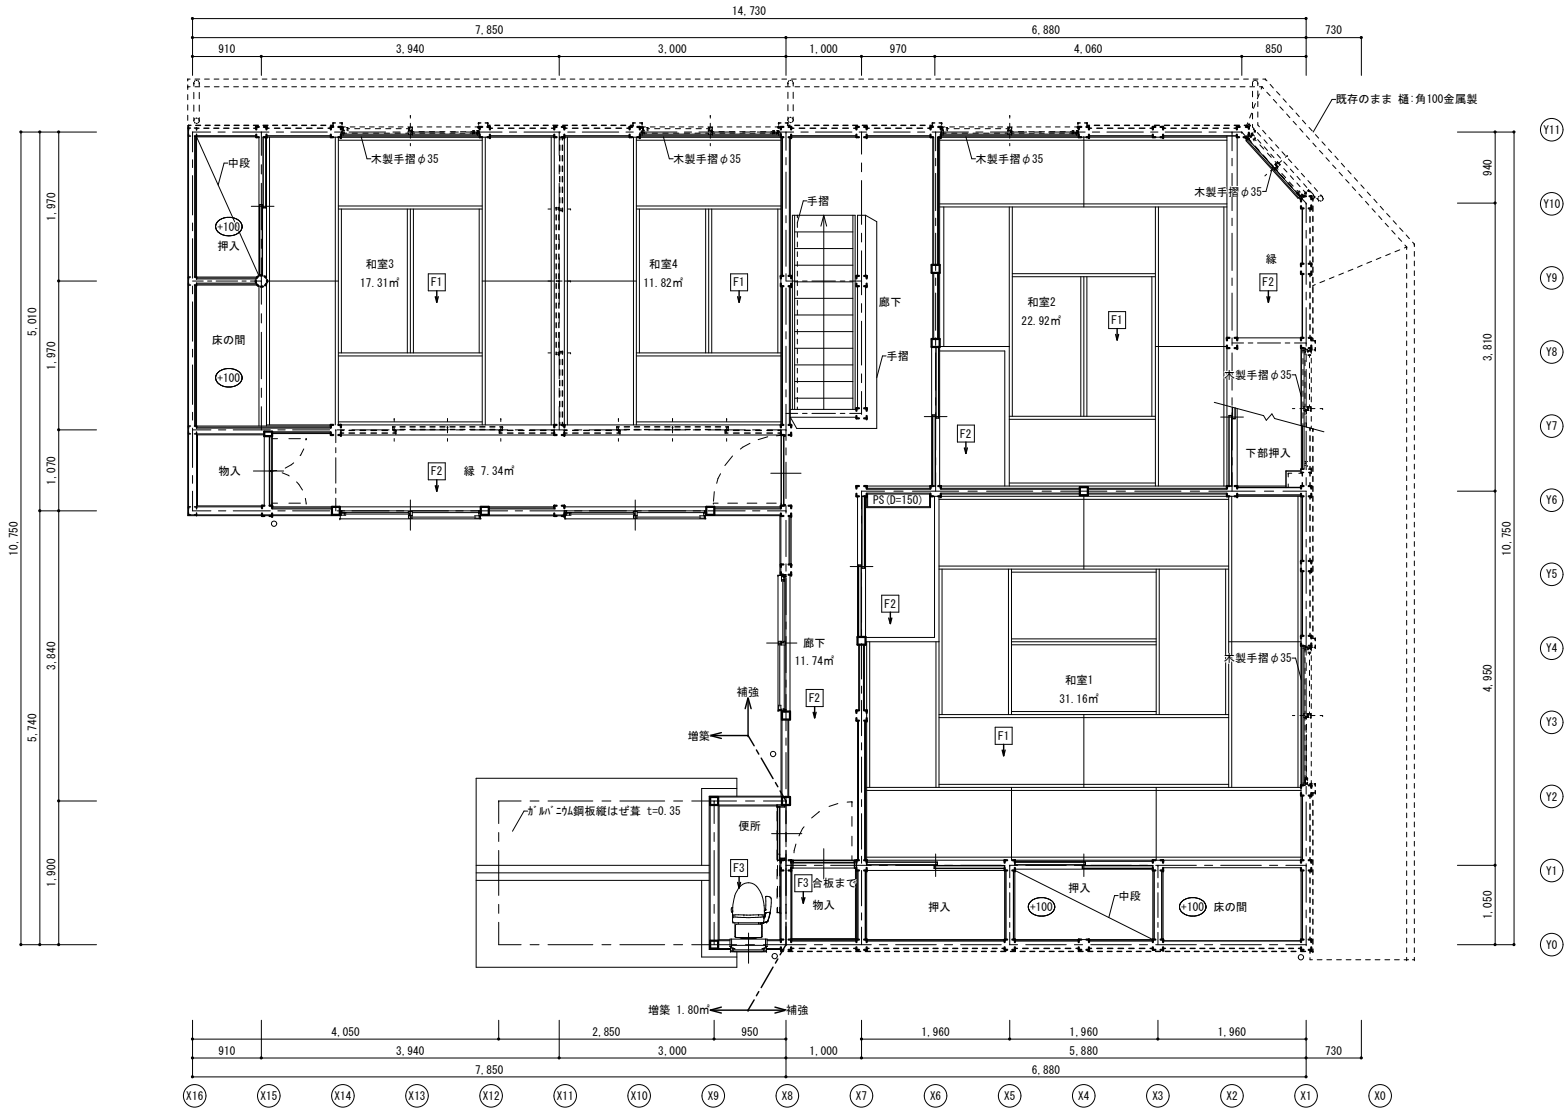 14,730
7,850
6,880
730
910
3,940
3,000
1,000
970
4,060
850
既存のまま 樋:角100金属製
Y11
Y10
Y9
Y8
Y7
Y6
Y5
Y4
Y3
Y2
Y1
Y0
10,750
5,010
5,740
1,970
1,970
1,070
3,840
1,900
940
3,810
4,950
1,050
10,750
中段
+100
押入
床の間
+100
物入
木製手摺φ35
和室3
17.31㎡
F1
木製手摺φ35
和室4
11.82㎡
F1
F2
縁 7.34㎡
手摺
廊下
手摺
木製手摺φ35
和室2
22.92㎡
F1
F2
木製手摺φ35
縁
F2
木製手摺φ35
下部押入
PS(D=150)
F2
廊下
11.74㎡
F2
和室1
31.16㎡
F1
木製手摺φ35
補強
増築
ｶﾞﾙﾊﾞﾆｳﾑ鋼板縦はぜ葺 t=0.35
便所
F3
F3 合板まで
物入
押入
押入
+100
中段
+100 床の間
増築 1.80㎡
補強
4,050
2,850
950
1,960
1,960
1,960
910
3,940
3,000
1,000
5,880
730
7,850
6,880
X16
X15
X14
X13
X12
X11
X10
X9
X8
X7
X6
X5
X4
X3
X2
X1
X0